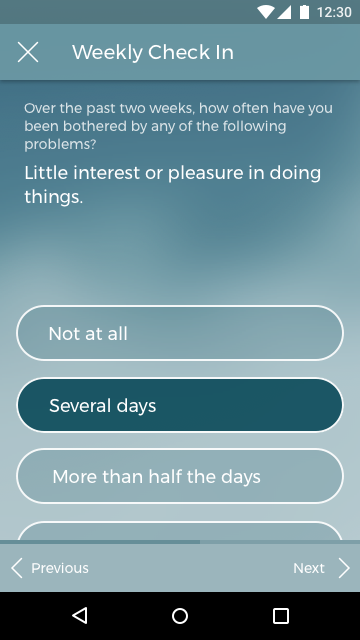 12:30
Weekly Check In
Over the past two weeks, how often have you
been bothered by any of the following
problems?
Little interest or pleasure in doing
things.
Not at all
Several days
More than half the days
Previous
Next